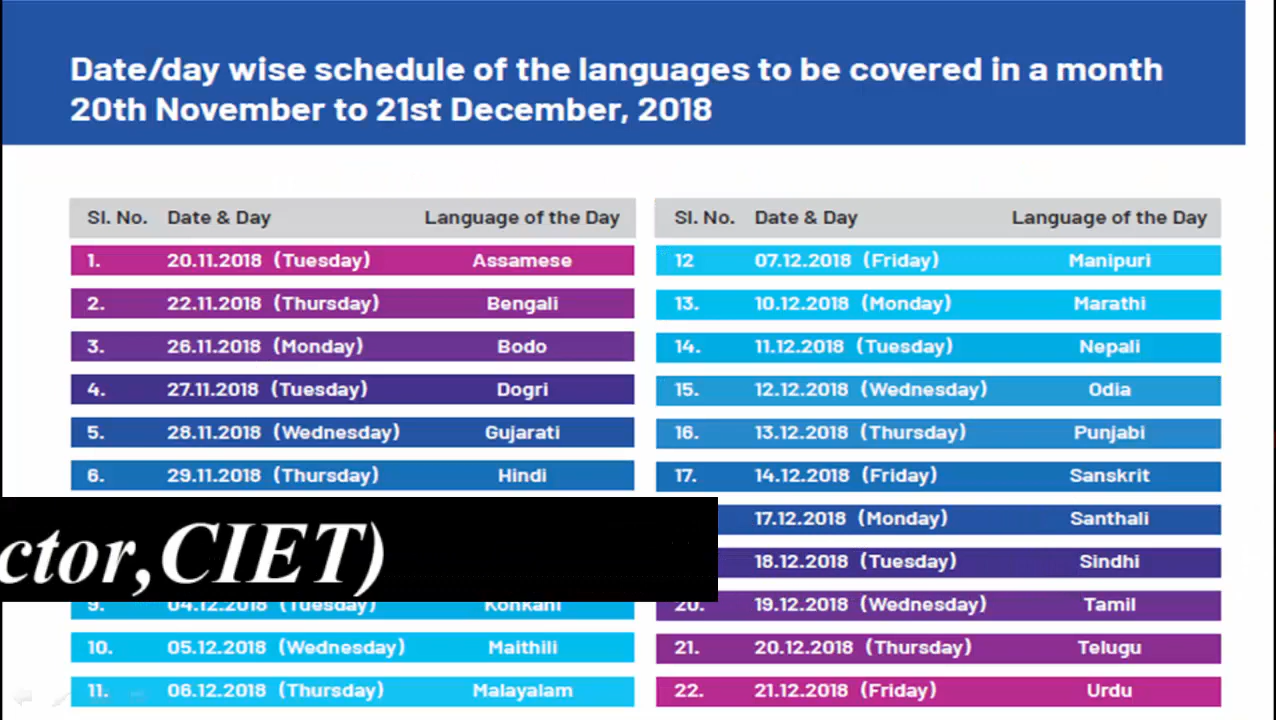 Date/day wise schedule of the languages to be covered in a month
20th November to 21st December, 2018
Sl. No. Date & Day Language of the Day
1. 20.11.2018 (Tuesday) Assamese
2. 22.11.2018 (Thursday) Bengali
3. 26.11.2018 (Monday) Bodo
4. 27.11.2018 (Tuesday) Dogri
5. 28.11.2018 (Wednesday) Gujarati
6. 29.11.2018 (Thursday) Hindi
ctor,CIET)
9. 04.12.2018 (Tuesday) Konkani
10. 05.12.2018 (Wednesday) Maithili
11. 06.12.2018 (Thursday) Malayalam
Sl. No. Date & Day Language of the Day
12 07.12.2018 (Friday) Manipuri
13. 10.12.2018 (Monday) Marathi
14. 11.12.2018 (Tuesday) Nepali
15. 12.12.2018 (Wednesday) Odia
16. 13.12.2018 (Thursday) Punjabi
17. 14.12.2018 (Friday) Sanskrit
17.12.2018 (Monday) Santhali
18.12.2018 (Tuesday) Sindhi
20. 19.12.2018 (Wednesday) Tamil
21. 20.12.2018 (Thursday) Telugu
22. 21.12.2018 (Friday) Urdu